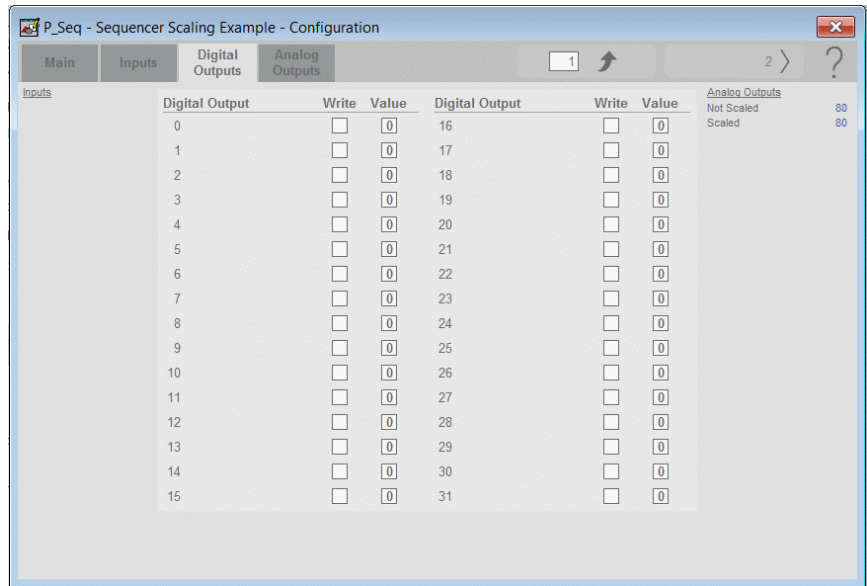 P_Seq - Sequencer Scaling Example - Configuration
Main Inputs Digital Outputs Analog Outputs 1 2
Inputs
Digital Output Write Value Digital Output Write Value
0 0 16 0
1 0 17 0
2 0 18 0
3 0 19 0
4 0 20 0
5 0 21 0
6 0 22 0
7 0 23 0
8 0 24 0
9 0 25 0
10 0 26 0
11 0 27 0
12 0 28 0
13 0 29 0
14 0 30 0
15 0 31 0
Analog Outputs
Not Scaled 80
Scaled 80